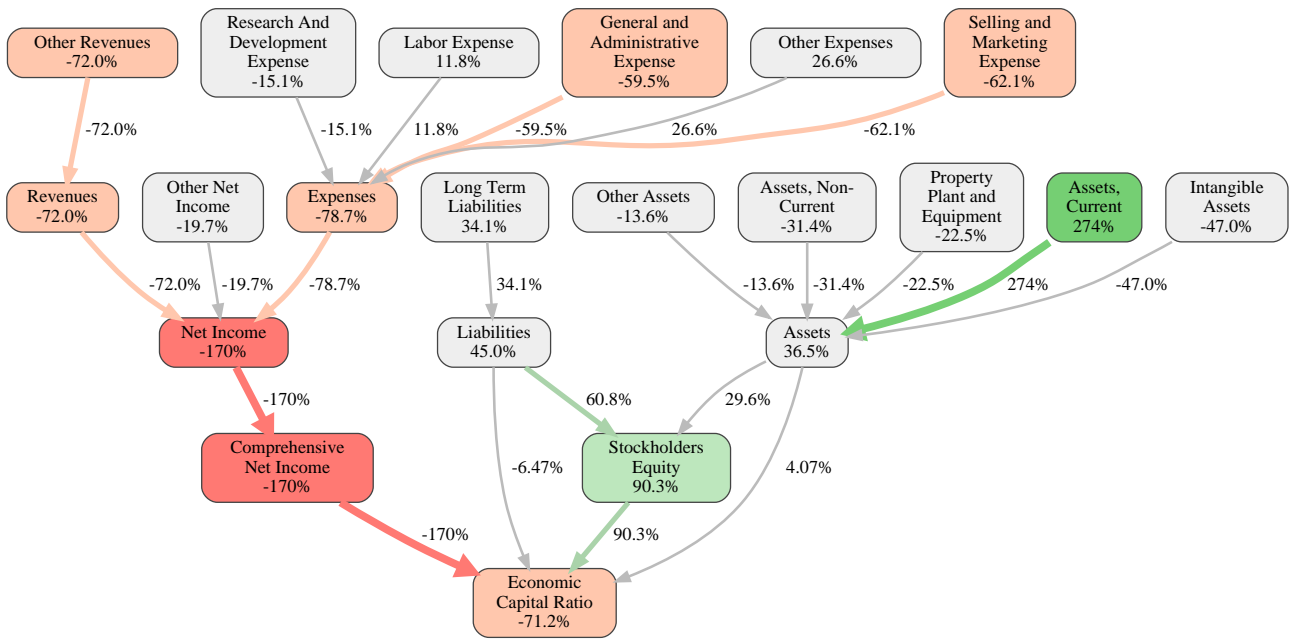 Other Revenues
-72.0%
Research And
Development
Expense
-15.1%
Labor Expense
11.8%
General and
Administrative
Expense
-59.5%
Other Expenses
26.6%
Selling and
Marketing
Expense
-62.1%
-72.0%
-15.1%
11.8%
-59.5%
26.6%
-62.1%
Revenues
-72.0%
Other Net
Income
-19.7%
Expenses
-78.7%
Long Term
Liabilities
34.1%
Other Assets
-13.6%
Assets, Non-
Current
-31.4%
Property
Plant and
Equipment
-22.5%
Assets,
Current
274%
Intangible
Assets
-47.0%
-72.0%
-19.7%
-78.7%
34.1%
-13.6%
-31.4%
-22.5%
274%
-47.0%
Net Income
-170%
Liabilities
45.0%
Assets
36.5%
-170%
60.8%
29.6%
Comprehensive
Net Income
-170%
-6.47%
Stockholders
Equity
90.3%
4.07%
-170%
90.3%
Economic
Capital Ratio
-71.2%